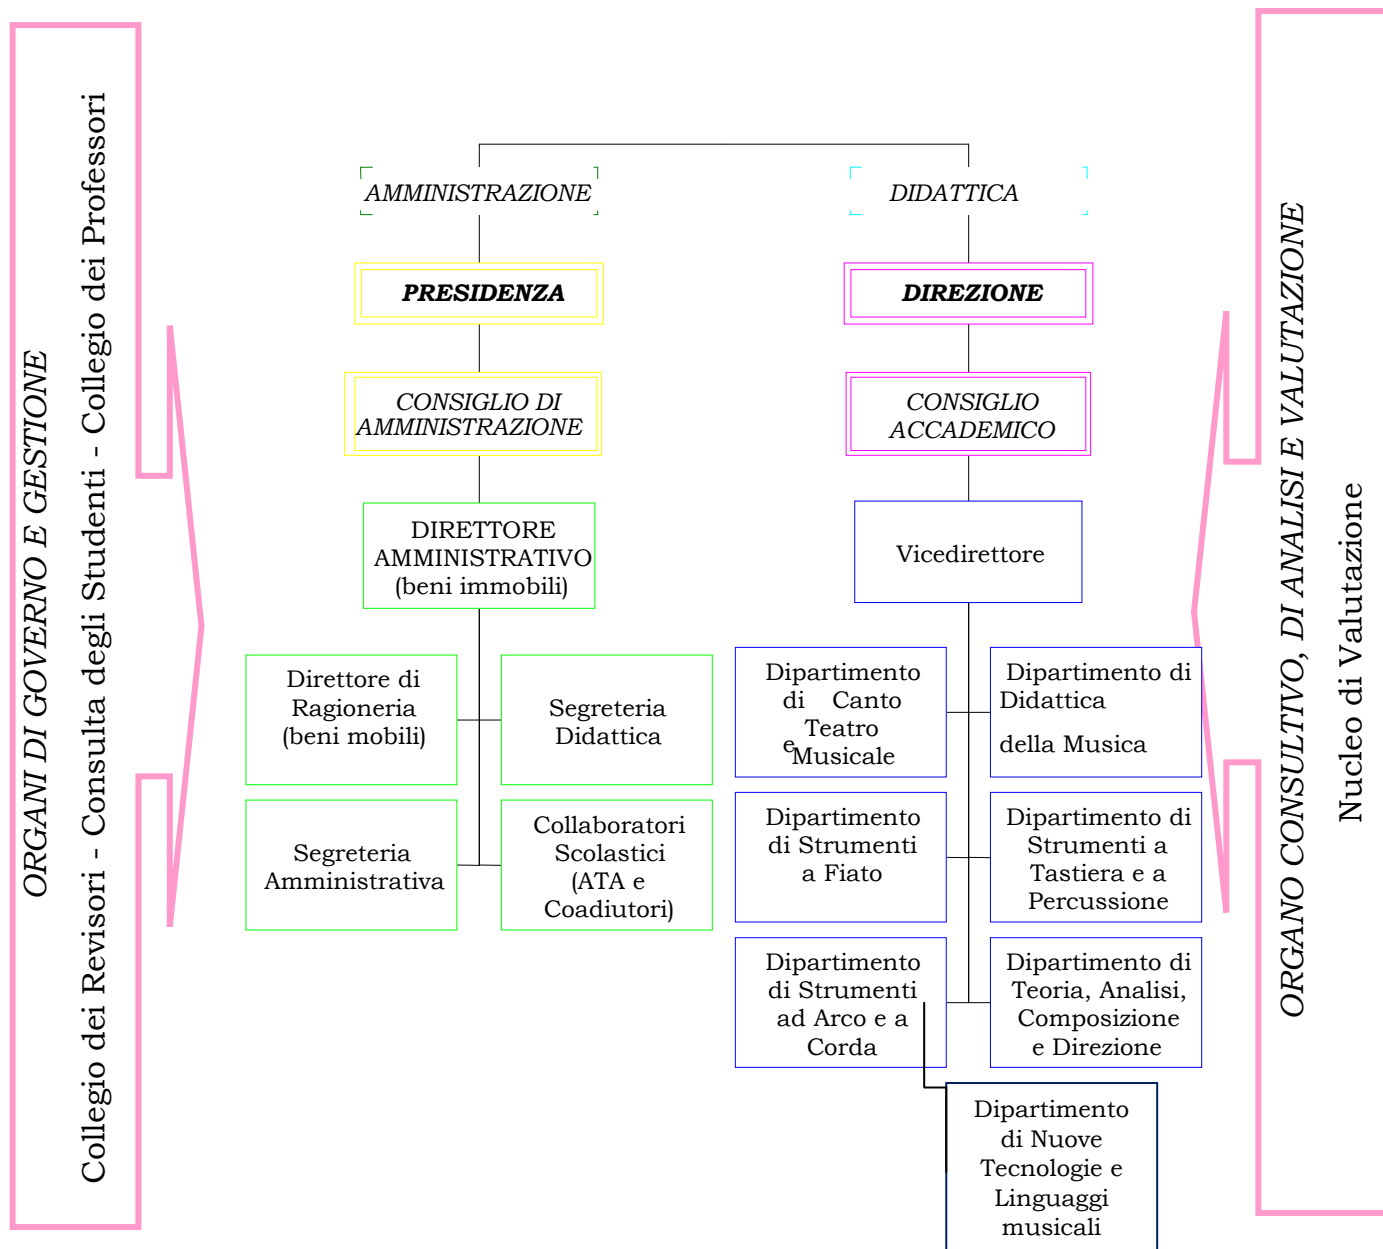 ORGANI DI GOVERNO E GESTIONE
Collegio dei Revisori - Consulta degli Studenti - Collegio dei Professori
AMMINISTRAZIONE
PRESIDENZA
CONSIGLIO DI
AMMINISTRAZIONE
DIRETTORE
AMMINISTRATIVO
(beni immobili)
Direttore di
Ragioneria
(beni mobili)
Segreteria
Didattica
Segreteria
Amministrativa
Collaboratori
Scolastici
(ATA e
Coadiutori)
DIDATTICA
DIREZIONE
CONSIGLIO
ACCADEMICO
Vicedirettore
Dipartimento
di Canto
e Teatro
Musicale
Dipartimento di
Didattica
della Musica
Dipartimento
di Strumenti
a Fiato
Dipartimento di
Strumenti a
Tastiera e a
Percussione
Dipartimento
di Strumenti
ad Arco e a
Corda
Dipartimento di
Teoria, Analisi,
Composizione
e Direzione
Dipartimento
di Nuove
Tecnologie e
Linguaggi
musicali
ORGANO CONSULTIVO, DI ANALISI E VALUTAZIONE
Nucleo di Valutazione